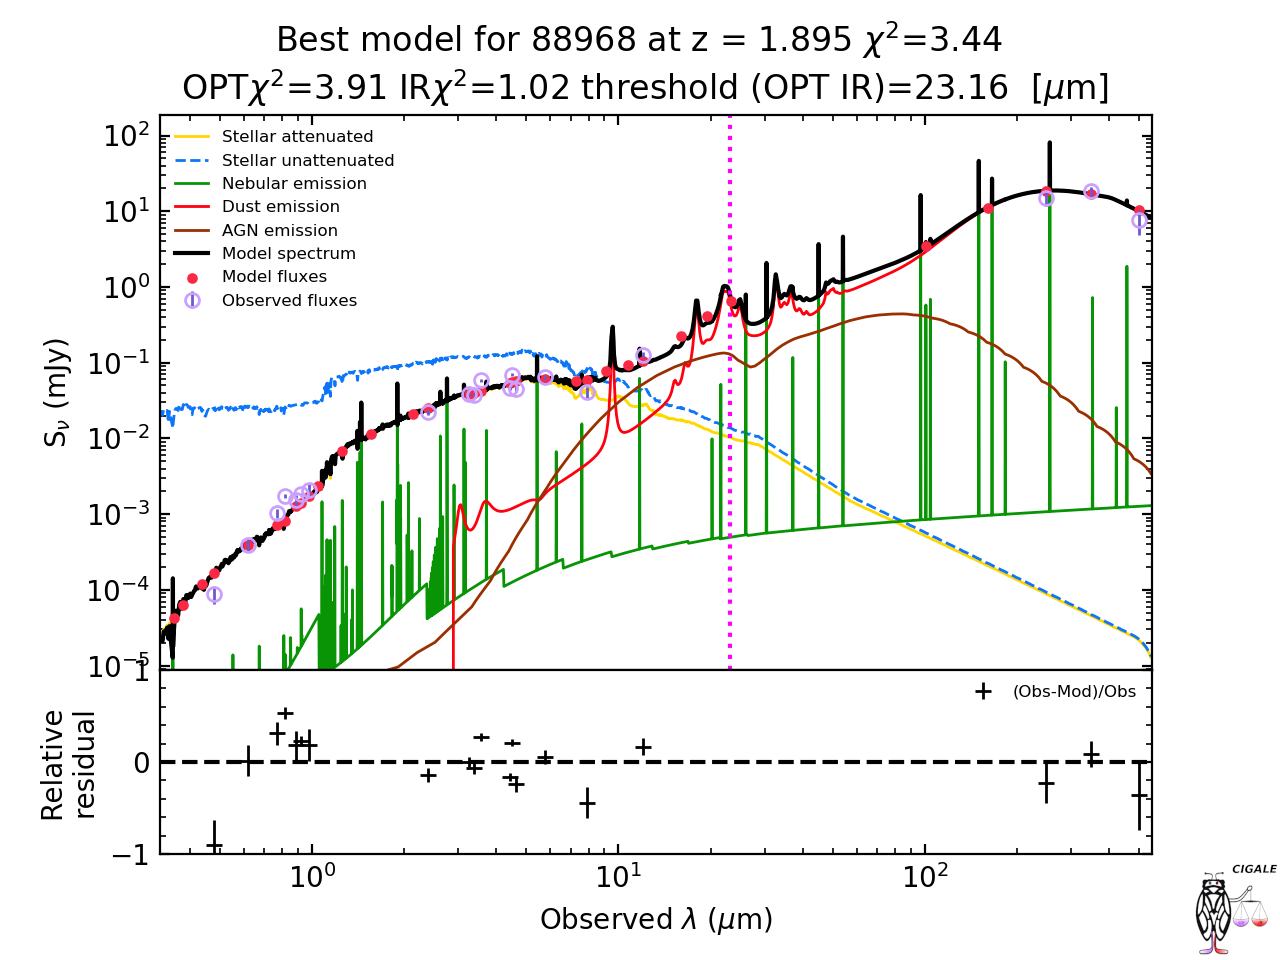 Best model for 88968 at z = 1.895 χ²=3.44
OPTχ²=3.91 IRχ²=1.02 threshold (OPT IR)=23.16 [μm]
Stellar attenuated
Stellar unattenuated
Nebular emission
Dust emission
AGN emission
Model spectrum
Model fluxes
Observed fluxes
10²
10¹
10⁰
10⁻¹
10⁻²
10⁻³
10⁻⁴
10⁻⁵
S_ν (mJy)
(Obs-Mod)/Obs
1
0
−1
Relative
residual
10⁰
10¹
10²
Observed λ (μm)
CIGALE